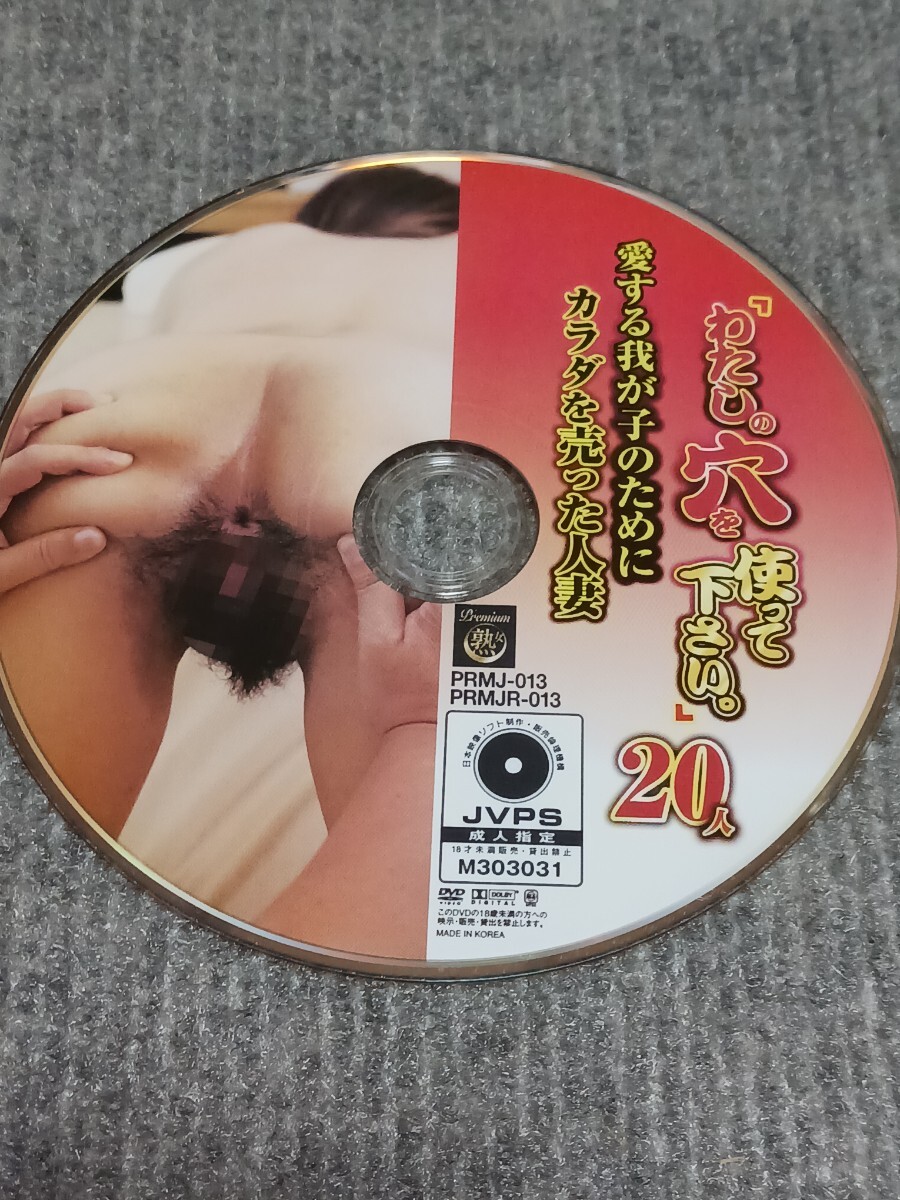 「わたしの穴を
使って
下さい。」
愛する我が子のために
カラダを売った人妻
20人
Premium
熟女
PRMJ-013
PRMJR-013
日本映像ソフト制作・販売倫理機構
JVPS
成人指定
18才未満販売・貸出禁止
M303031
DVD VIDEO
DOLBY DIGITAL
このDVDの18歳未満の方への
映示・販売・貸出を禁止します。
MADE IN KOREA